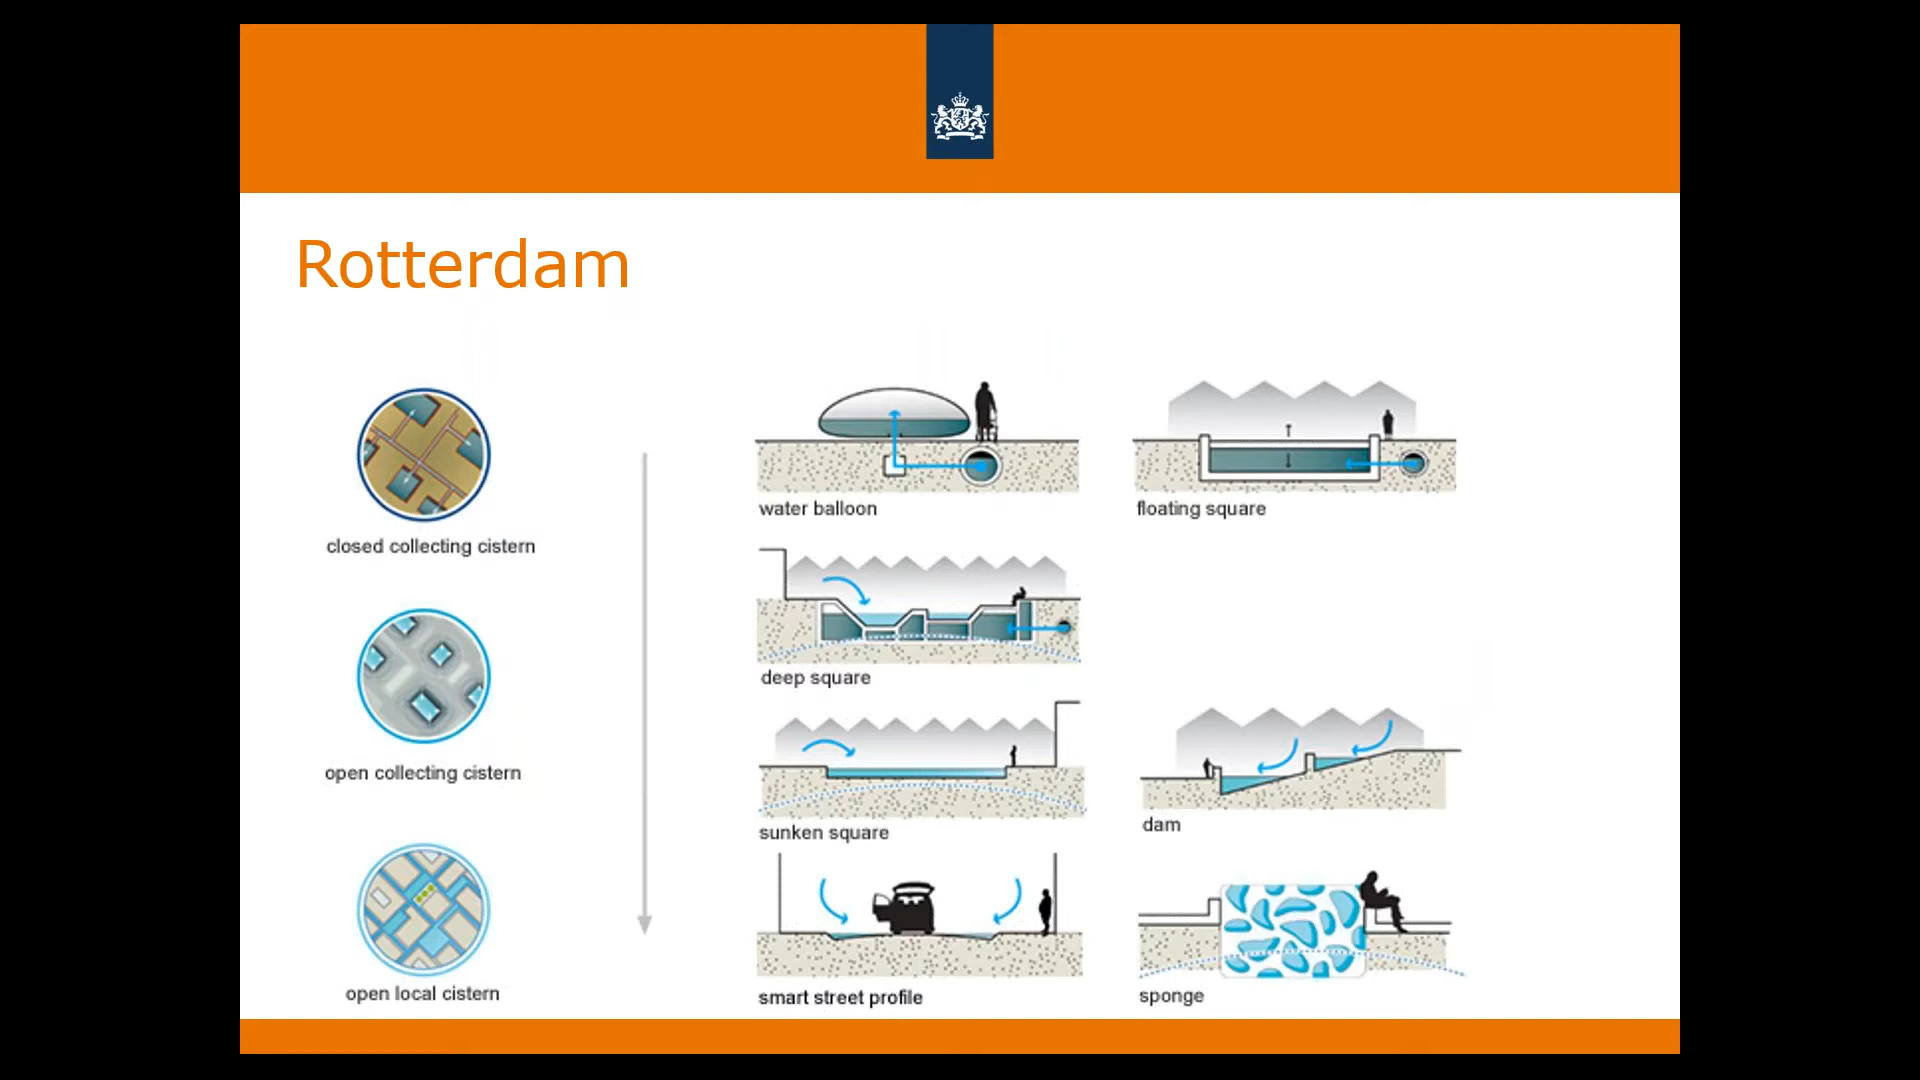 Rotterdam
closed collecting cistern
open collecting cistern
open local cistern
water balloon
floating square
deep square
sunken square
dam
smart street profile
sponge